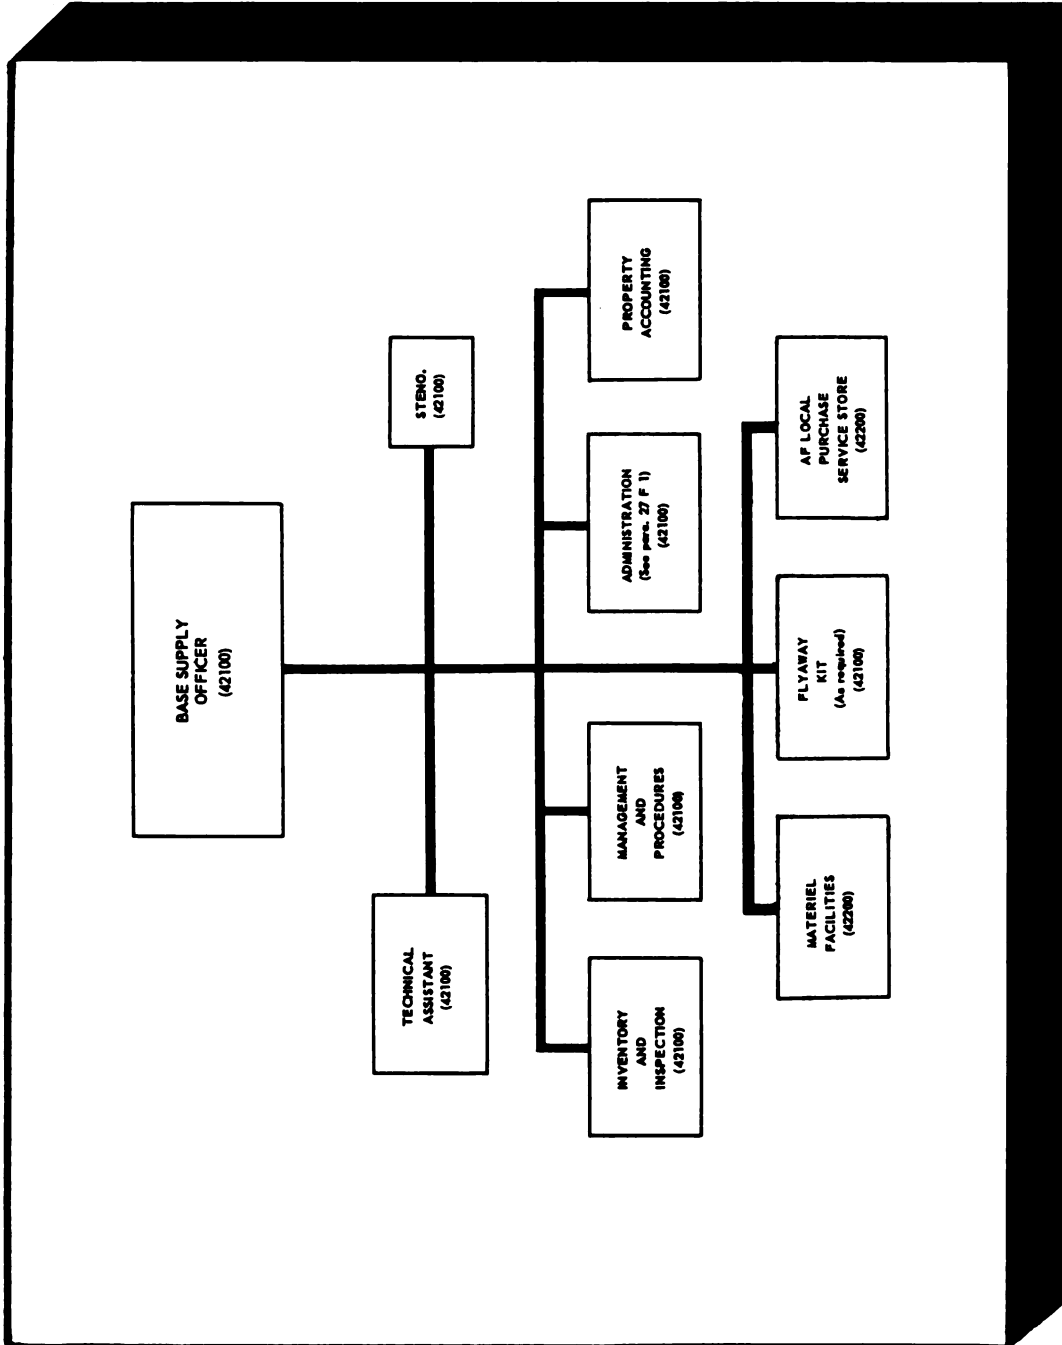 BASE SUPPLY
OFFICER
(42100)
TECHNICAL
ASSISTANT
(42100)
STENO.
(42100)
INVENTORY
AND
INSPECTION
(42100)
MANAGEMENT
AND
PROCEDURES
(42100)
ADMINISTRATION
(See para. 27 F 1)
(42100)
PROPERTY
ACCOUNTING
(42100)
MATERIEL
FACILITIES
(42200)
FLYAWAY
KIT
(As required)
(42100)
AF LOCAL
PURCHASE
SERVICE STORE
(42200)